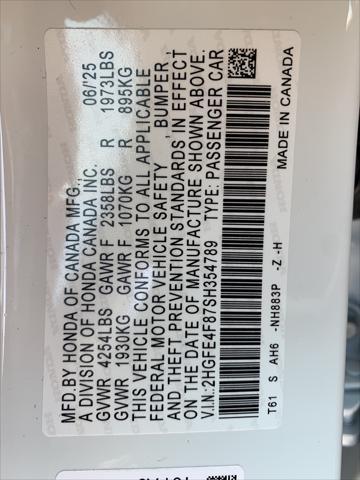 MFD.BY HONDA OF CANADA MFG.,
A DIVISION OF HONDA CANADA INC. 06/'25
GVWR 4254LBS GAWR F 2358LBS R 1973LBS
GVWR 1930KG GAWR F 1070KG R 895KG
THIS VEHICLE CONFORMS TO ALL APPLICABLE
FEDERAL MOTOR VEHICLE SAFETY , BUMPER ,
AND THEFT PREVENTION STANDARDS IN EFFECT
ON THE DATE OF MANUFACTURE SHOWN ABOVE.
V.I.N.:2HGFE4F87SH354789 TYPE: PASSENGER CAR
T61 S AH6 -NH883P -Z -H
MADE IN CANADA